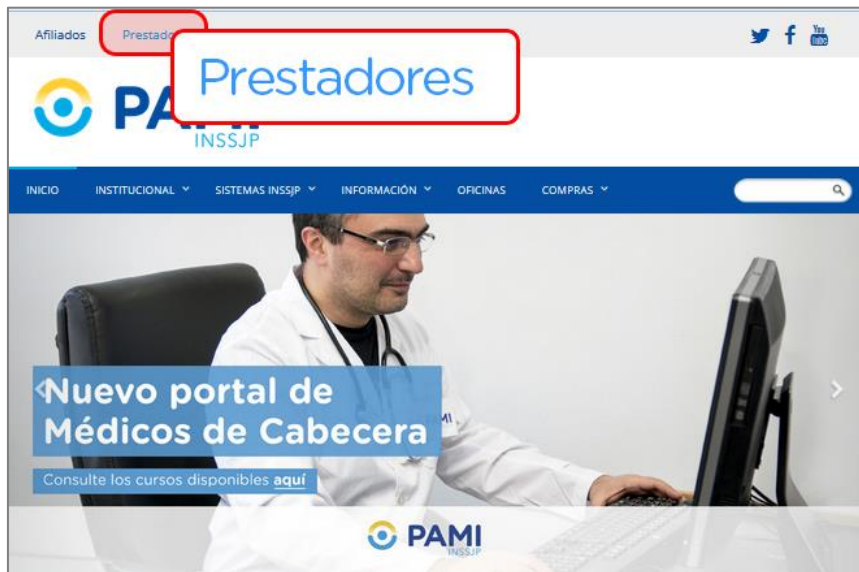 Afiliados
Prestadores
INSSJP
INICIO INSTITUCIONAL SISTEMAS INSSJP INFORMACIÓN OFICINAS COMPRAS
Nuevo portal de
Médicos de Cabecera
Consulte los cursos disponibles aquí
PAMI
INSSJP